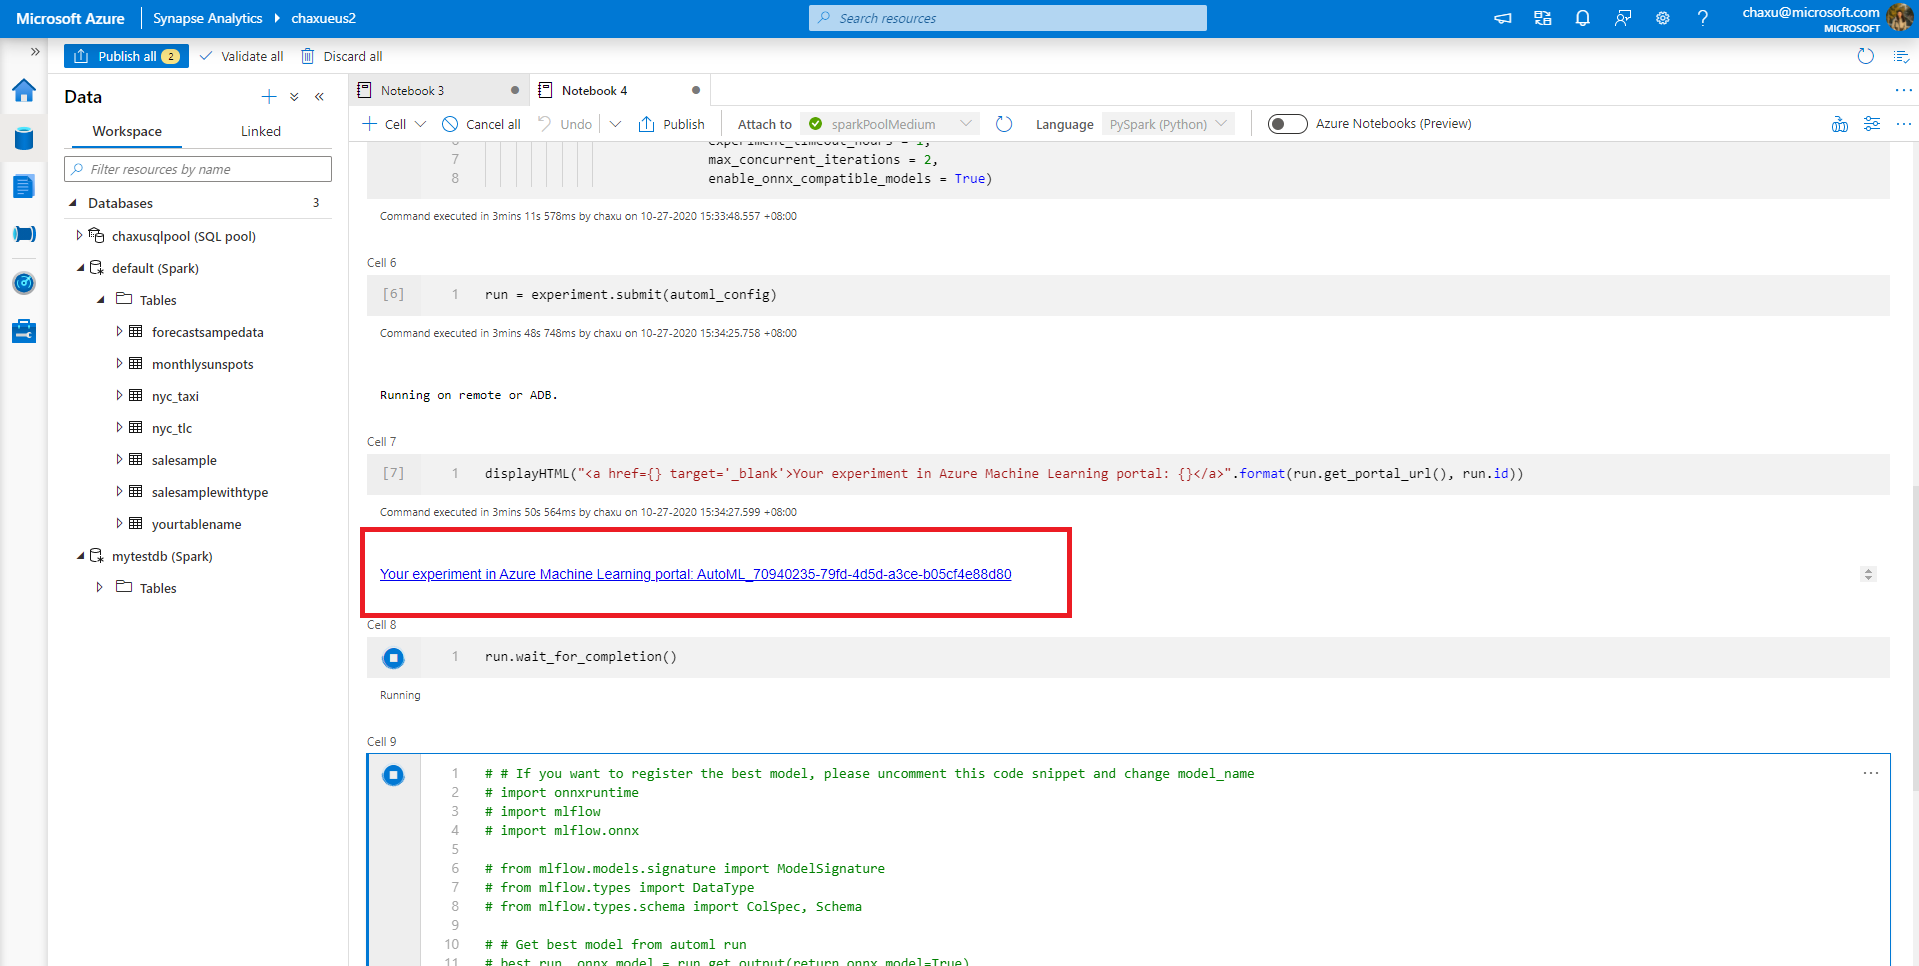 Microsoft Azure
Synapse Analytics
chaxueus2
Search resources
chaxu@microsoft.com
MICROSOFT
Publish all 2
Validate all
Discard all
Data
Workspace
Linked
Filter resources by name
Databases 3
chaxusqlpool (SQL pool)
default (Spark)
Tables
forecastsampedata
monthlysunspots
nyc_taxi
nyc_tlc
salesample
salesamplewithtype
yourtablename
mytestdb (Spark)
Tables
Notebook 3
Notebook 4
Cell
Cancel all
Undo
Publish
Attach to
sparkPoolMedium
Language
PySpark (Python)
Azure Notebooks (Preview)
experiment_timeout_hours = 1,
7 max_concurrent_iterations = 2,
8 enable_onnx_compatible_models = True)
Command executed in 3mins 11s 578ms by chaxu on 10-27-2020 15:33:48.557 +08:00
Cell 6
[6] 1 run = experiment.submit(automl_config)
Command executed in 3mins 48s 748ms by chaxu on 10-27-2020 15:34:25.758 +08:00
Running on remote or ADB.
Cell 7
[7] 1 displayHTML("<a href={} target='_blank'>Your experiment in Azure Machine Learning portal: {}</a>".format(run.get_portal_url(), run.id))
Command executed in 3mins 50s 564ms by chaxu on 10-27-2020 15:34:27.599 +08:00
Your experiment in Azure Machine Learning portal: AutoML_70940235-79fd-4d5d-a3ce-b05cf4e88d80
Cell 8
1 run.wait_for_completion()
Running
Cell 9
1 # # If you want to register the best model, please uncomment this code snippet and change model_name
2 # import onnxruntime
3 # import mlflow
4 # import mlflow.onnx
5
6 # from mlflow.models.signature import ModelSignature
7 # from mlflow.types import DataType
8 # from mlflow.types.schema import ColSpec, Schema
9
10 # # Get best model from automl run
11 # best_run, onnx_model = run.get_output(return_onnx_model=True)